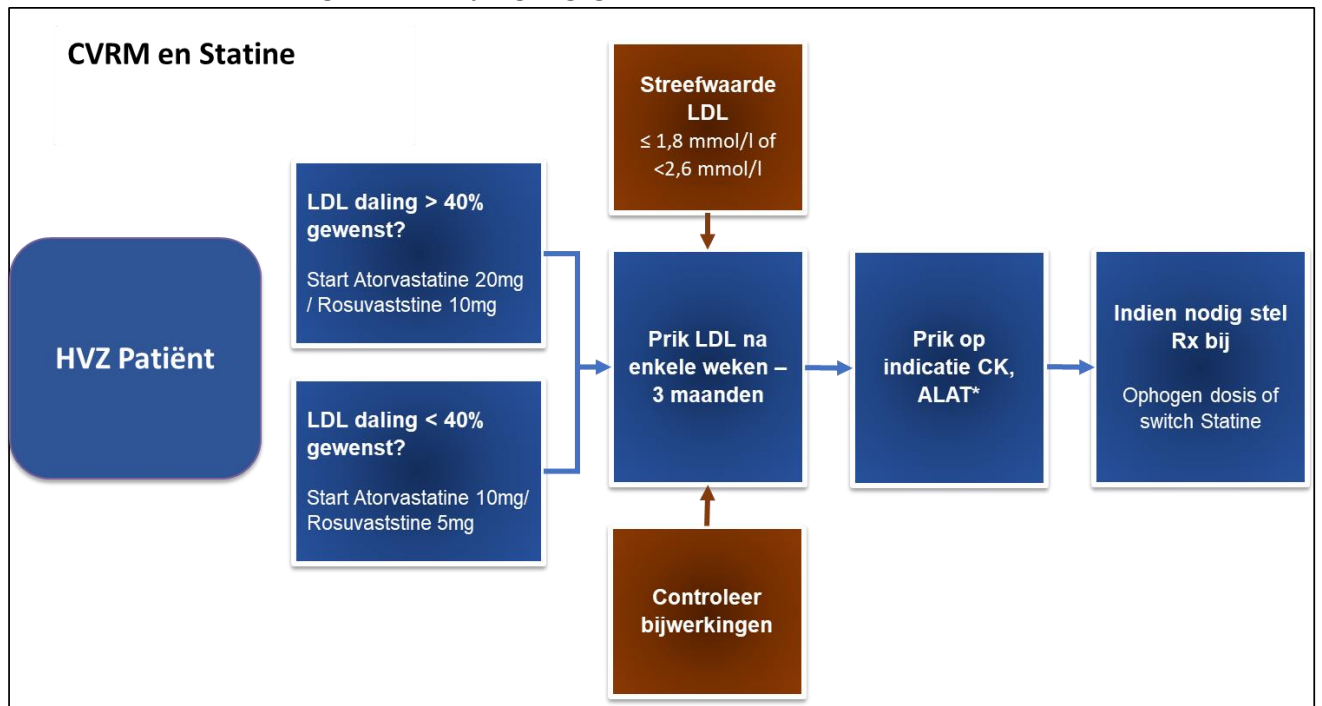 CVRM en Statine
HVZ Patiënt
LDL daling > 40%
gewenst?
Start Atorvastatine 20mg
/ Rosuvaststine 10mg
LDL daling < 40%
gewenst?
Start Atorvastatine 10mg/
Rosuvaststine 5mg
Streefwaarde
LDL
≤ 1,8 mmol/l of
<2,6 mmol/l
Prik LDL na
enkele weken –
3 maanden
Controleer
bijwerkingen
Prik op
indicatie CK,
ALAT*
Indien nodig stel
Rx bij
Ophogen dosis of
switch Statine